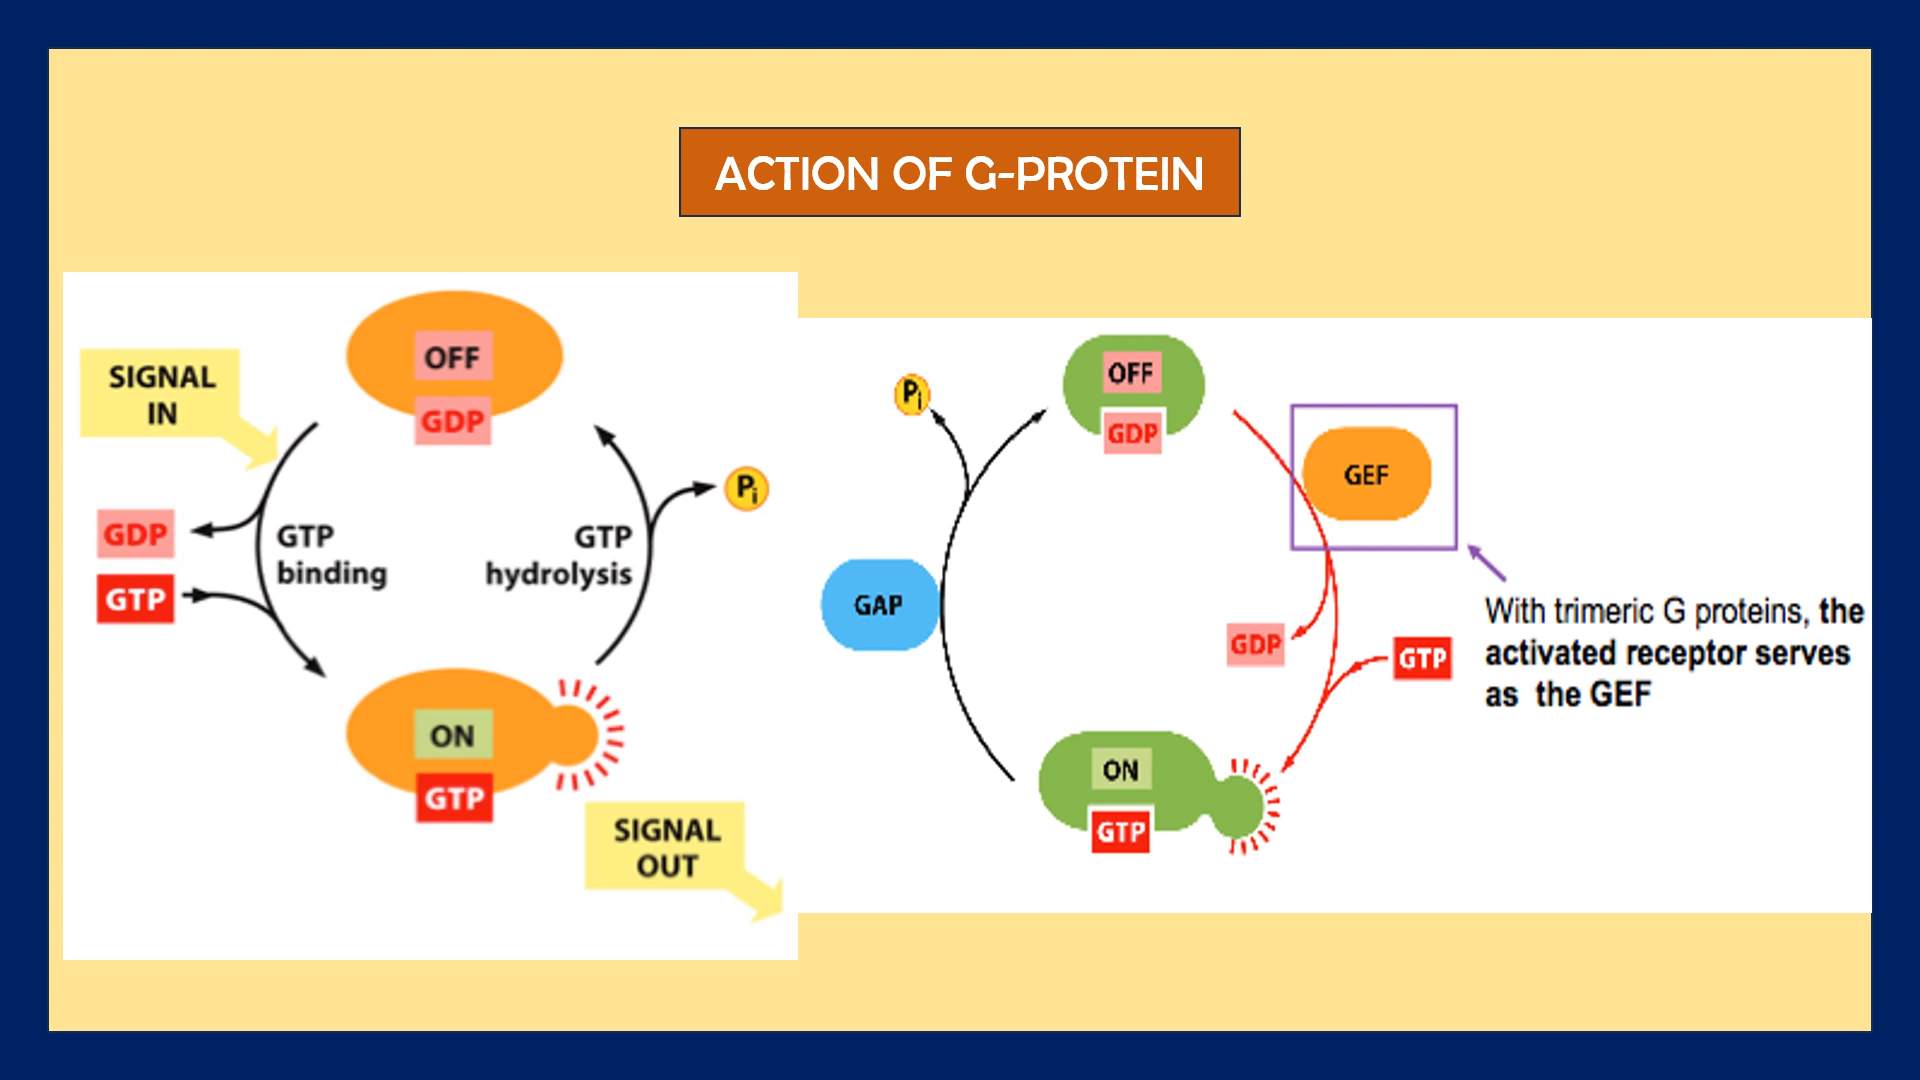 ACTION OF G-PROTEIN
OFF
GDP
SIGNAL
IN
GDP
GTP
GTP
binding
GTP
hydrolysis
Pi
ON
GTP
SIGNAL
OUT
Pi
OFF
GDP
GEF
GAP
GDP
GTP
With trimeric G proteins, the
activated receptor serves
as the GEF
ON
GTP